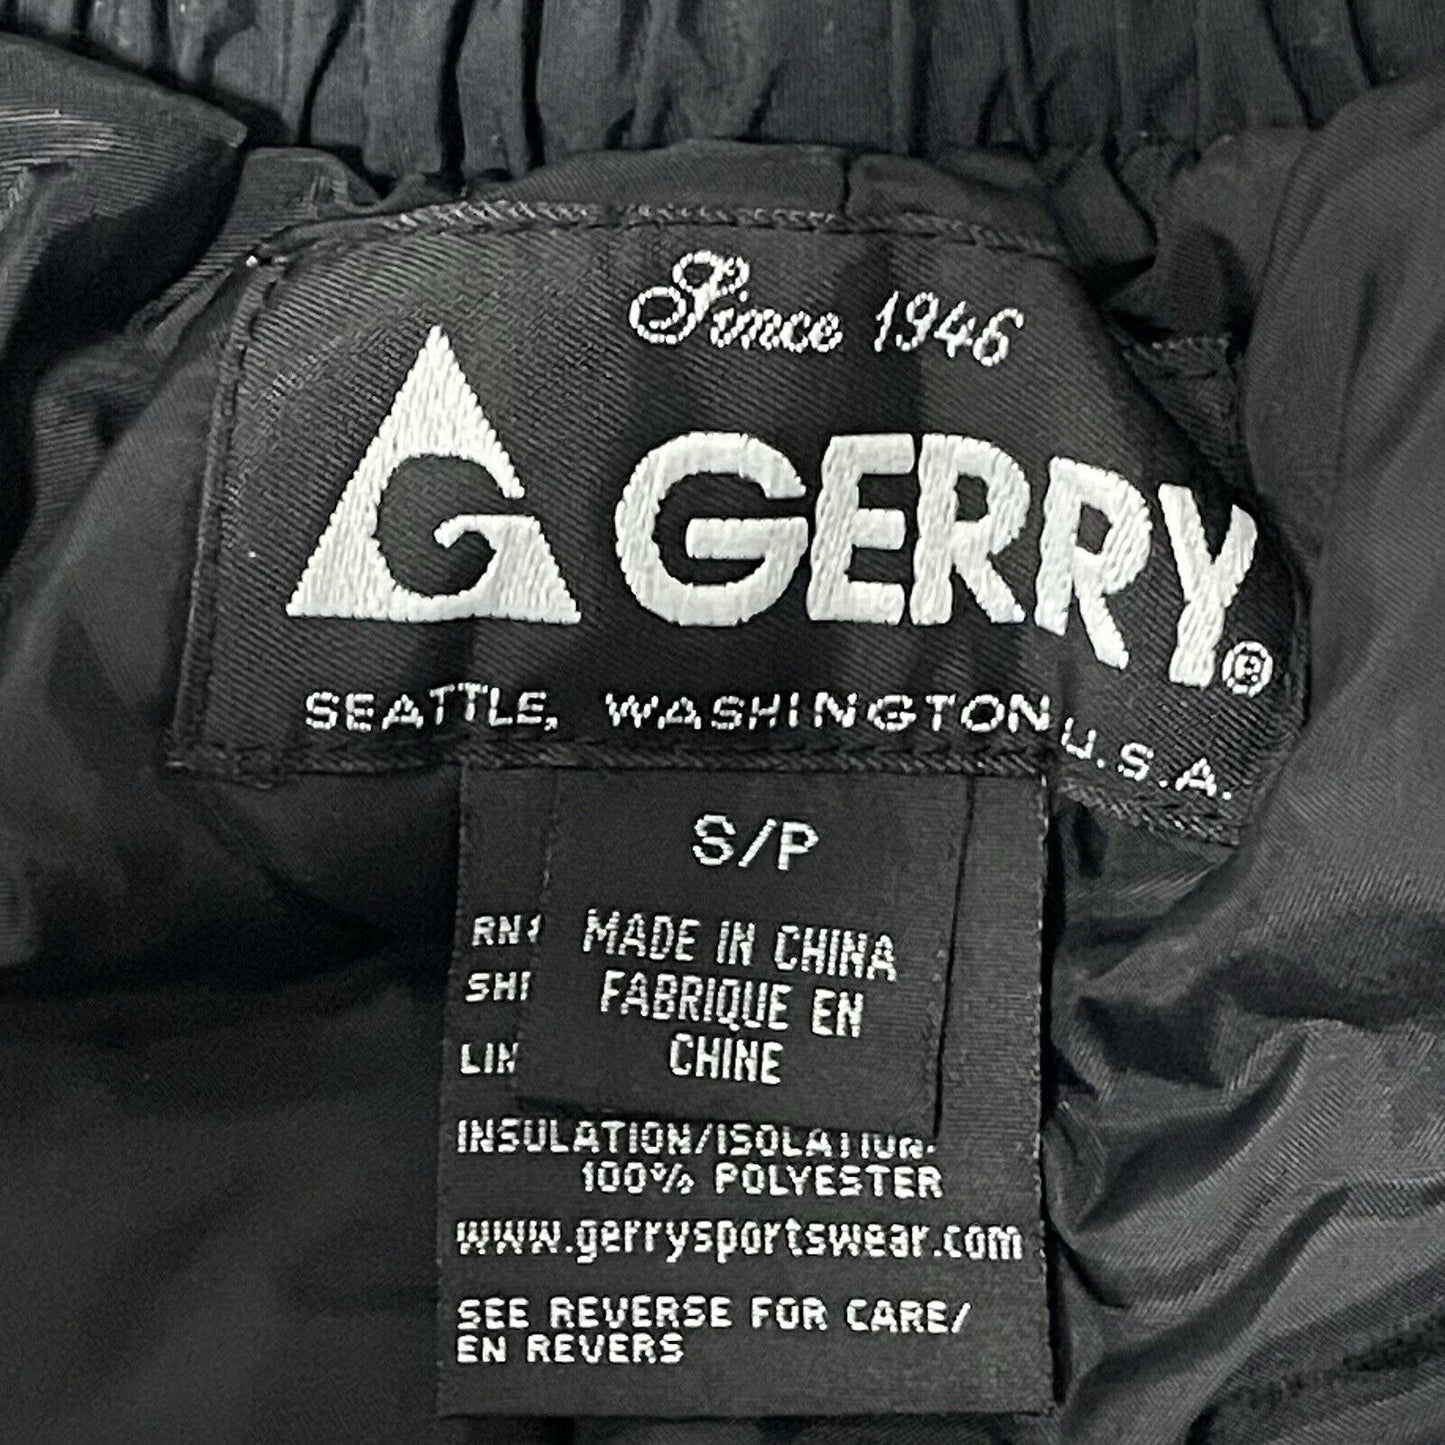 Since 1946
G GERRY®
SEATTLE, WASHINGTON U.S.A.
S/P
MADE IN CHINA
FABRIQUE EN
CHINE
INSULATION/ISOLATION:
100% POLYESTER
www.gerrysportswear.com
SEE REVERSE FOR CARE/
EN REVERS